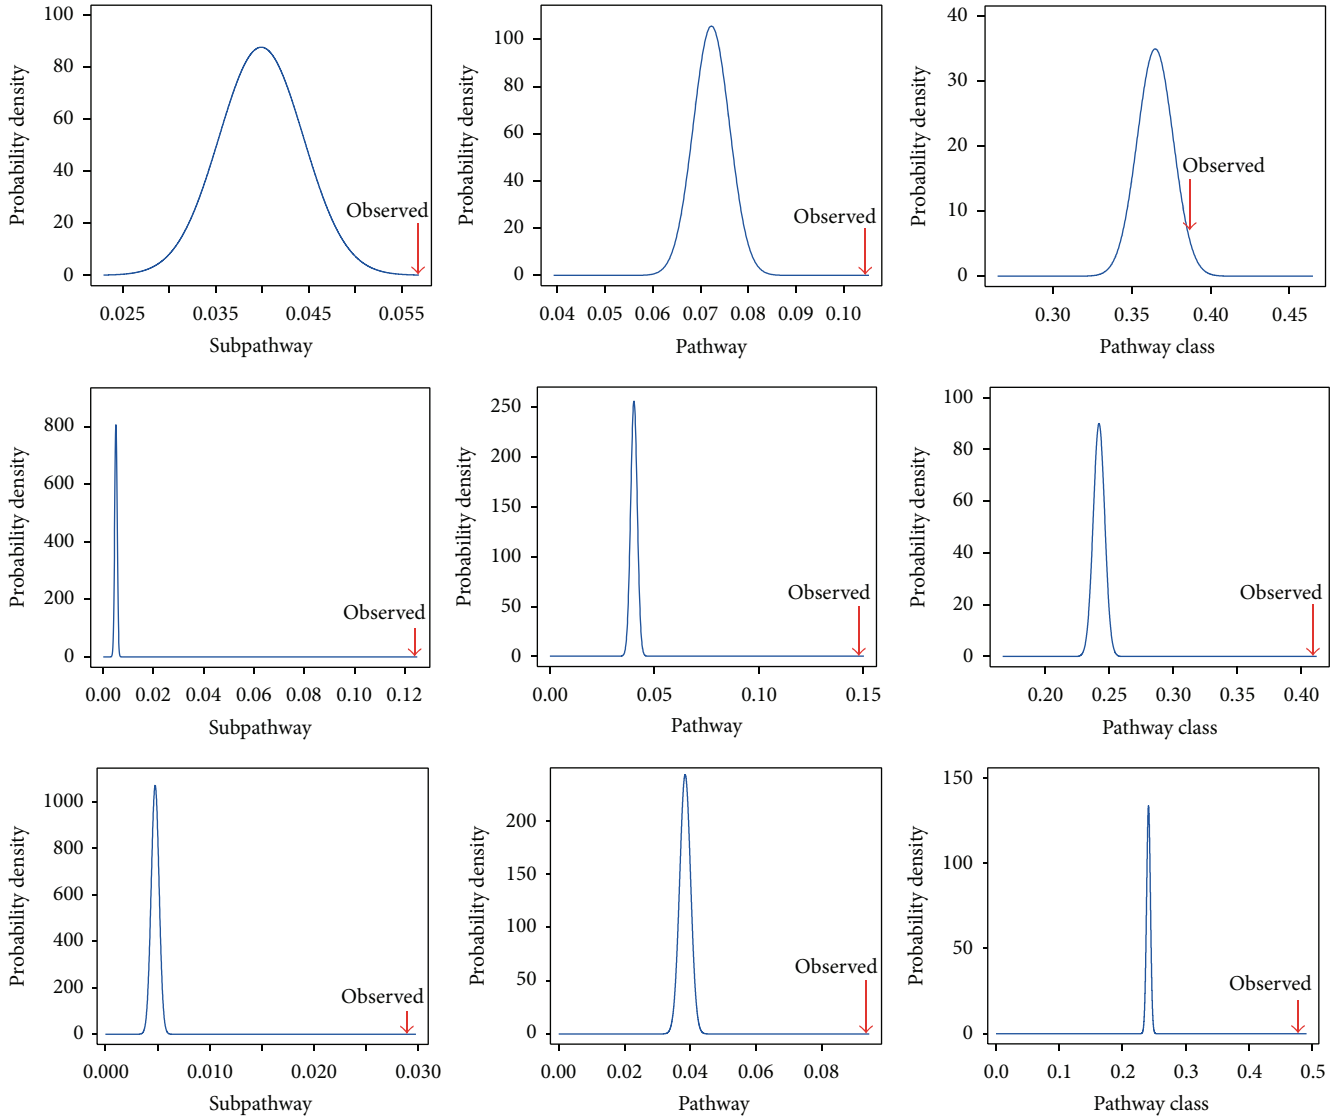 Probability density
100
80
60
40
20
0
Observed
0.025 0.035 0.045 0.055
Subpathway
Probability density
100
80
60
40
20
0
Observed
0.04 0.05 0.06 0.07 0.08 0.09 0.10
Pathway
Probability density
40
30
20
10
0
Observed
0.30 0.35 0.40 0.45
Pathway class
Probability density
800
600
400
200
0
Observed
0.00 0.02 0.04 0.06 0.08 0.10 0.12
Subpathway
Probability density
250
200
150
100
50
0
Observed
0.00 0.05 0.10 0.15
Pathway
Probability density
100
80
60
40
20
0
Observed
0.20 0.25 0.30 0.35 0.40
Pathway class
Probability density
1000
800
600
400
200
0
Observed
0.000 0.010 0.020 0.030
Subpathway
Probability density
200
150
100
50
0
Observed
0.00 0.02 0.04 0.06 0.08
Pathway
Probability density
150
100
50
0
Observed
0.0 0.1 0.2 0.3 0.4 0.5
Pathway class